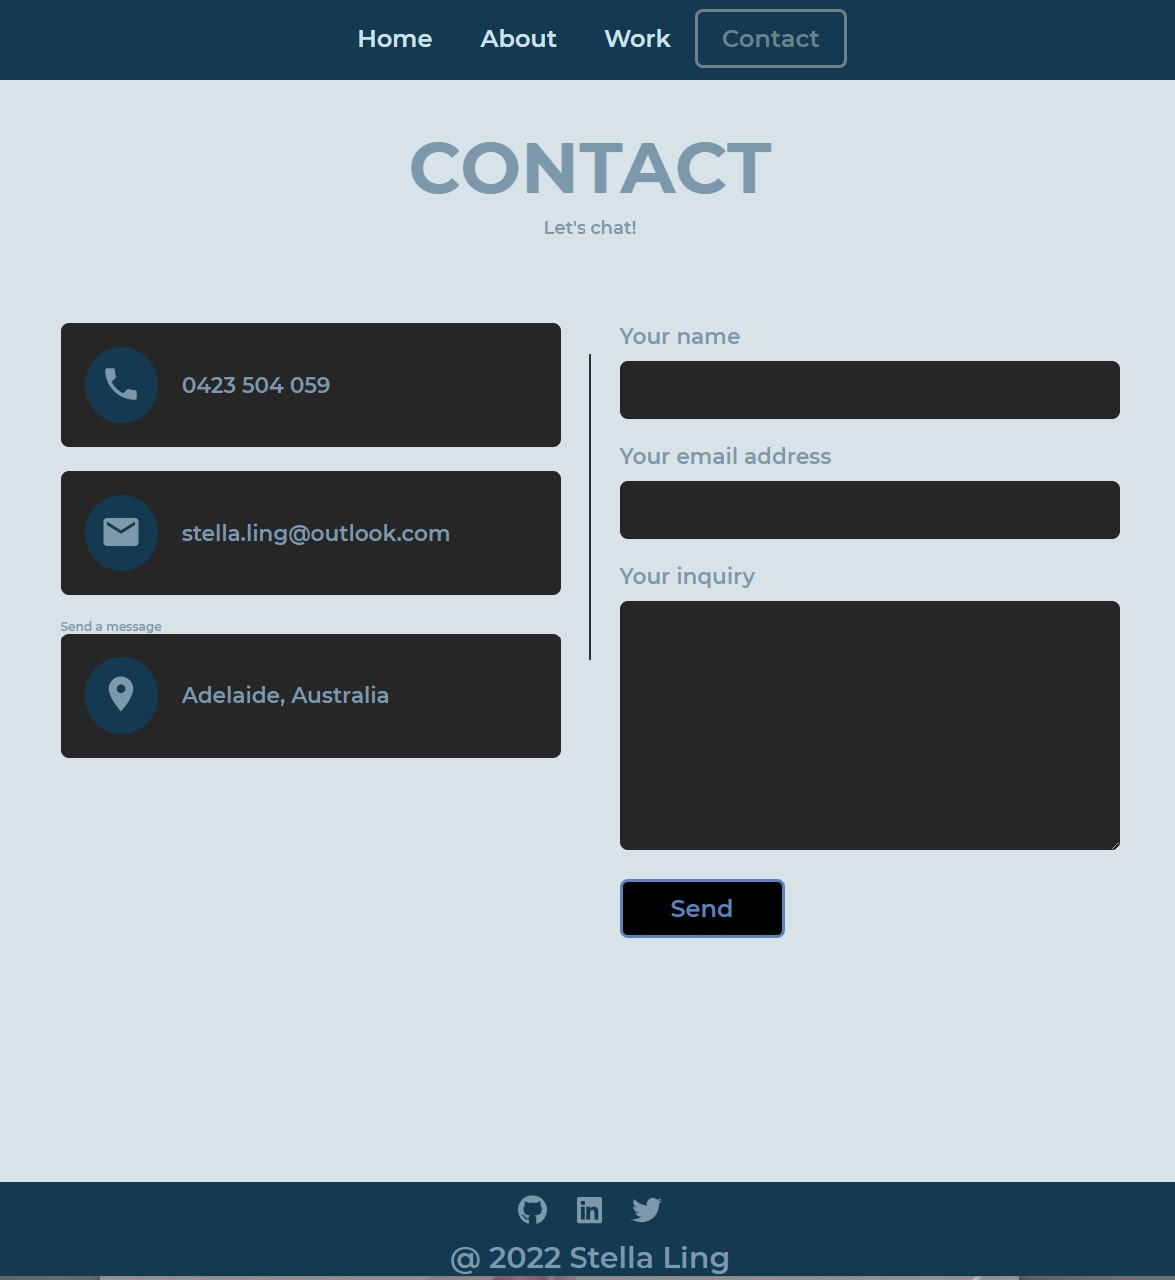 Home About Work Contact
CONTACT
Let's chat!
0423 504 059
stella.ling@outlook.com
Send a message
Adelaide, Australia
Your name
Your email address
Your inquiry
Send
@ 2022 Stella Ling